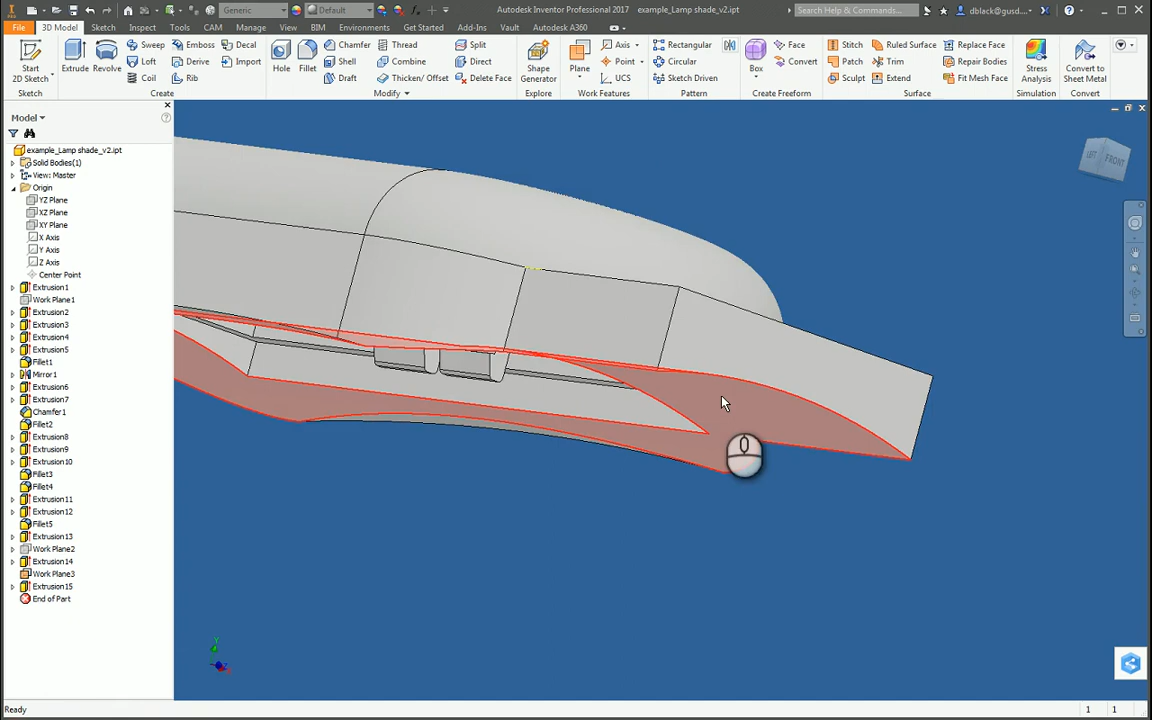 Autodesk Inventor Professional 2017 example_Lamp shade_v2.ipt
Generic Default Search Help & Commands... dblack@gusd...
File 3D Model Sketch Inspect Tools CAM Manage View BIM Environments Get Started Add-Ins Vault Autodesk A360
Start 2D Sketch
Sketch
Extrude Revolve Sweep Emboss Decal
Loft Derive Import
Coil Rib
Create
Hole Fillet Chamfer Thread Split
Shell Combine Direct
Draft Thicken/ Offset Delete Face
Modify
Shape Generator
Explore
Plane Axis
Point
UCS
Work Features
Rectangular
Circular
Sketch Driven
Pattern
Box Face
Convert
Create Freeform
Stitch Ruled Surface Replace Face
Patch Trim Repair Bodies
Sculpt Extend Fit Mesh Face
Surface
Stress Analysis
Simulation
Convert to Sheet Metal
Convert
Model
example_Lamp shade_v2.ipt
Solid Bodies(1)
View: Master
Origin
YZ Plane
XZ Plane
XY Plane
X Axis
Y Axis
Z Axis
Center Point
Extrusion1
Work Plane1
Extrusion2
Extrusion3
Extrusion4
Extrusion5
Fillet1
Mirror1
Extrusion6
Extrusion7
Chamfer1
Fillet2
Extrusion8
Extrusion9
Extrusion10
Fillet3
Fillet4
Extrusion11
Extrusion12
Fillet5
Extrusion13
Work Plane2
Extrusion14
Work Plane3
Extrusion15
End of Part
LEFT FRONT
Y
Ready 1 1